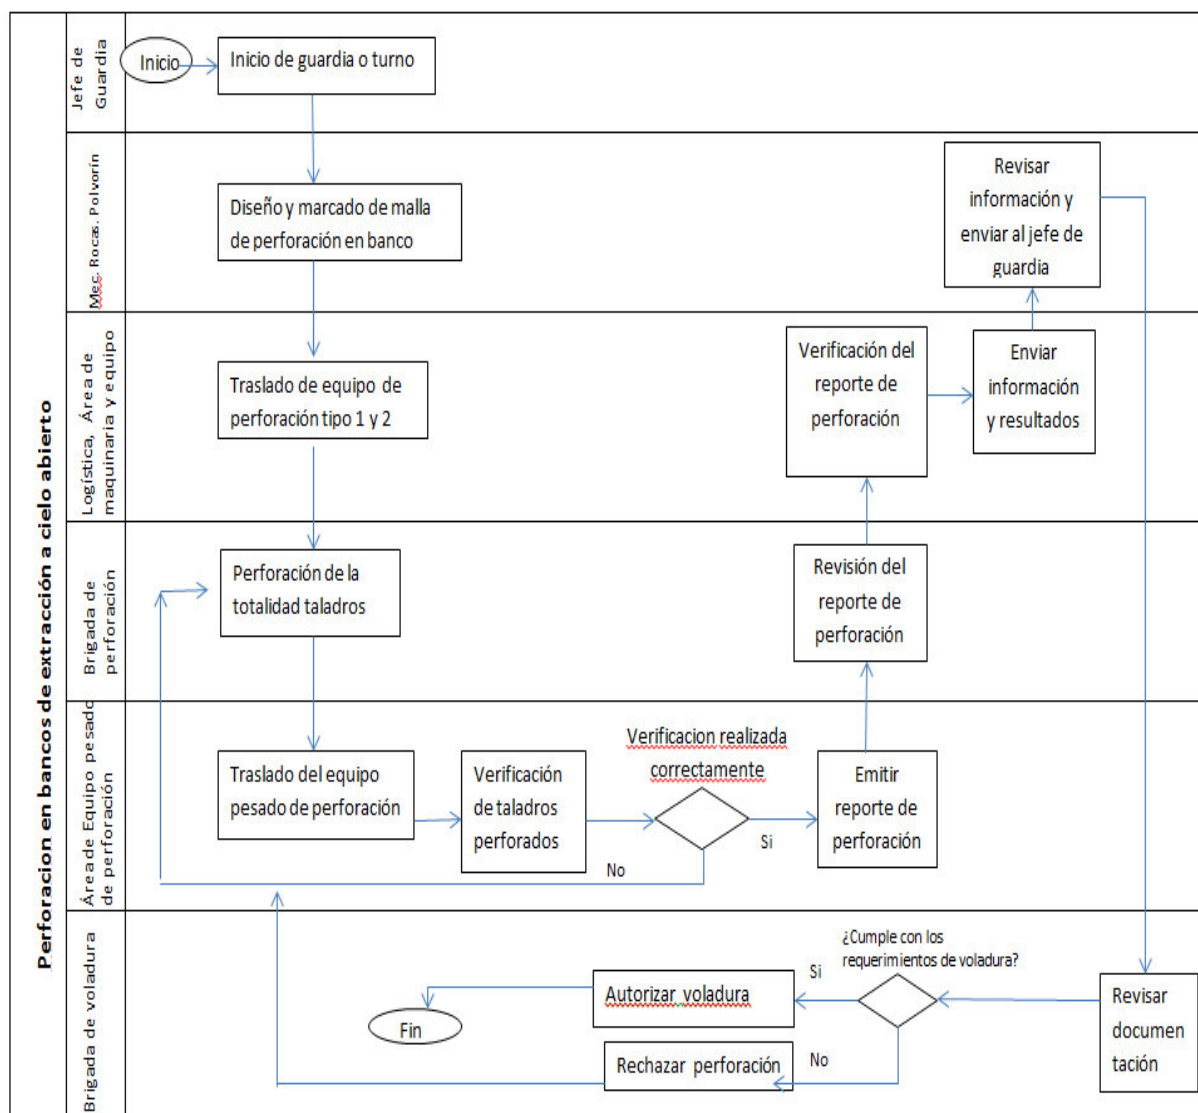 Perforacion en bancos de extracción a cielo abierto
Jefe de
Guardia
Inicio
Inicio de guardia o turno
Mec. Rocas. Polvorín
Diseño y marcado de malla
de perforación en banco
Revisar
información y
enviar al jefe de
guardia
Logística, Área de
maquinaria y equipo
Traslado de equipo de
perforación tipo 1 y 2
Verificación del
reporte de
perforación
Enviar
información
y resultados
Brigada de
perforación
Perforación de la
totalidad taladros
Revisión del
reporte de
perforación
Área de Equipo pesado
de perforación
Traslado del equipo
pesado de perforación
Verificación
de taladros
perforados
Verificacion realizada
correctamente
Si
No
Emitir
reporte de
perforación
Brigada de voladura
¿Cumple con los
requerimientos de voladura?
Si
No
Autorizar voladura
Fin
Rechazar perforación
Revisar
documen
tación